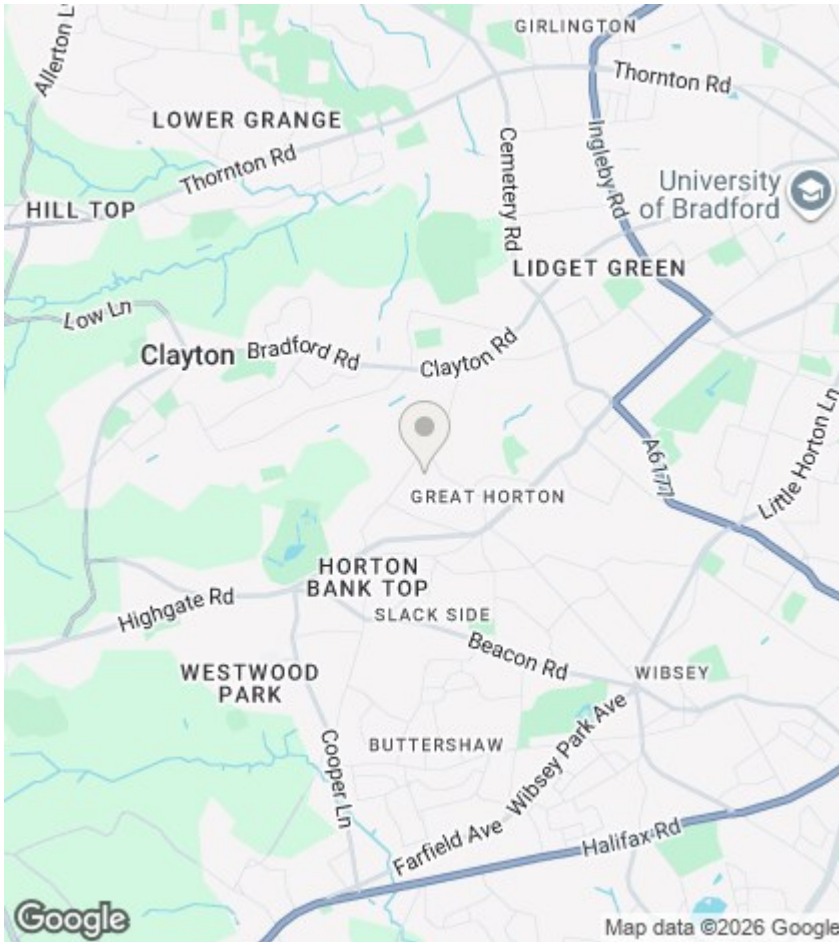 GIRLINGTON
Allerton L
Thornton Rd
LOWER GRANGE
Thornton Rd
Cemetery Rd
Ingleby Rd
University
of Bradford
HILL TOP
LIDGET GREEN
Low Ln
Clayton
Bradford Rd
Clayton Rd
Little Horton Ln
A6177
GREAT HORTON
HORTON
BANK TOP
Highgate Rd
SLACK SIDE
Beacon Rd
WESTWOOD
PARK
WIBSEY
Cooper Ln
BUTTERSHAW
Wibsey Park Ave
Farfield Ave
Halifax Rd
Google
Map data ©2026 Google